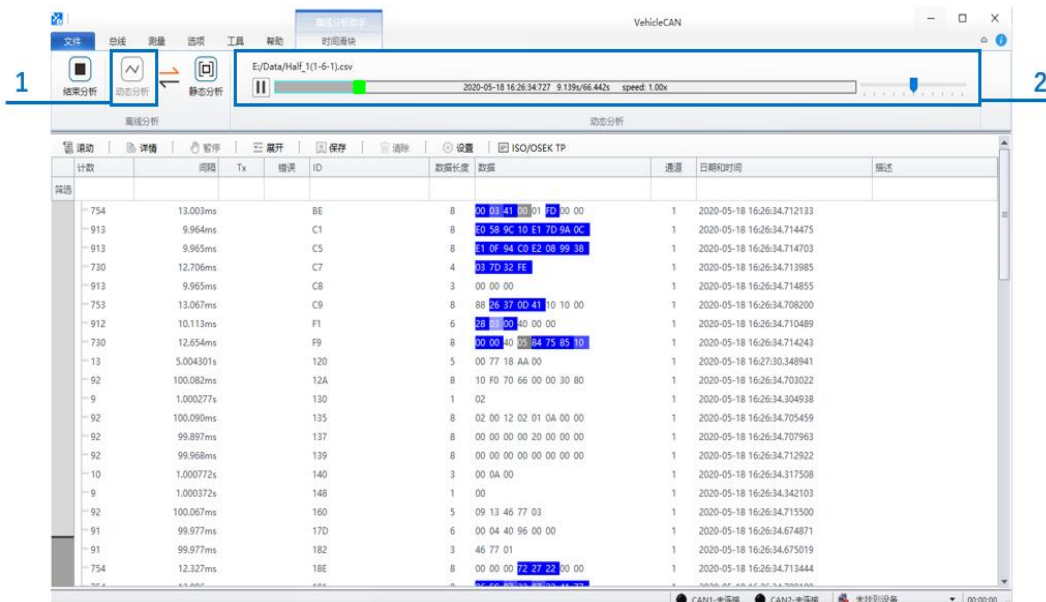 离线分析助手
VehicleCAN
文件 总线 测量 选项 工具 帮助 时间滑块
1
2
结束分析 动态分析 静态分析
E:/Data/Half_1(1-6-1).csv
2020-05-18 16:26:34:727 9.139s/66.442s speed: 1.00x
离线分析 动态分析
滚动 详情 暂停 展开 保存 清除 设置 ISO/OSEK TP
计数 间隔 Tx 错误 ID 数据长度 数据 通道 日期和时间 描述
筛选
754 13.003ms BE 8 00 03 41 00 01 FD 00 00 1 2020-05-18 16:26:34.712133
913 9.964ms C1 8 E0 58 9C 10 E1 7D 9A 0C 1 2020-05-18 16:26:34.714475
913 9.965ms C5 8 E1 0F 94 C0 E2 08 99 38 1 2020-05-18 16:26:34.714703
730 12.706ms C7 4 03 7D 32 FE 1 2020-05-18 16:26:34.713985
913 9.965ms C8 3 00 00 00 1 2020-05-18 16:26:34.714855
753 13.067ms C9 8 88 26 37 0D 41 10 10 00 1 2020-05-18 16:26:34.708200
912 10.113ms F1 6 28 03 00 40 00 00 1 2020-05-18 16:26:34.710489
730 12.654ms F9 8 00 00 40 05 84 75 85 10 1 2020-05-18 16:26:34.714243
13 5.004301s 120 5 00 77 18 AA 00 1 2020-05-18 16:27:30.348941
92 100.082ms 12A 8 10 F0 70 66 00 00 30 80 1 2020-05-18 16:26:34.703022
9 1.000277s 130 1 02 1 2020-05-18 16:26:34.304938
92 100.090ms 135 8 02 00 12 02 01 0A 00 00 1 2020-05-18 16:26:34.705459
92 99.897ms 137 8 00 00 00 00 20 00 00 00 1 2020-05-18 16:26:34.707963
92 99.968ms 139 8 00 00 00 00 00 00 00 00 1 2020-05-18 16:26:34.712922
10 1.000772s 140 3 00 0A 00 1 2020-05-18 16:26:34.317508
9 1.000372s 148 1 00 1 2020-05-18 16:26:34.342103
92 100.067ms 160 5 09 13 46 77 03 1 2020-05-18 16:26:34.715500
91 99.977ms 17D 6 00 04 40 96 00 00 1 2020-05-18 16:26:34.674871
91 99.977ms 182 3 46 77 01 1 2020-05-18 16:26:34.675019
754 12.327ms 18E 8 00 00 00 72 27 22 00 00 1 2020-05-18 16:26:34.713444
CAN1-未连接 CAN2-未连接 未找到设备 00:00:00